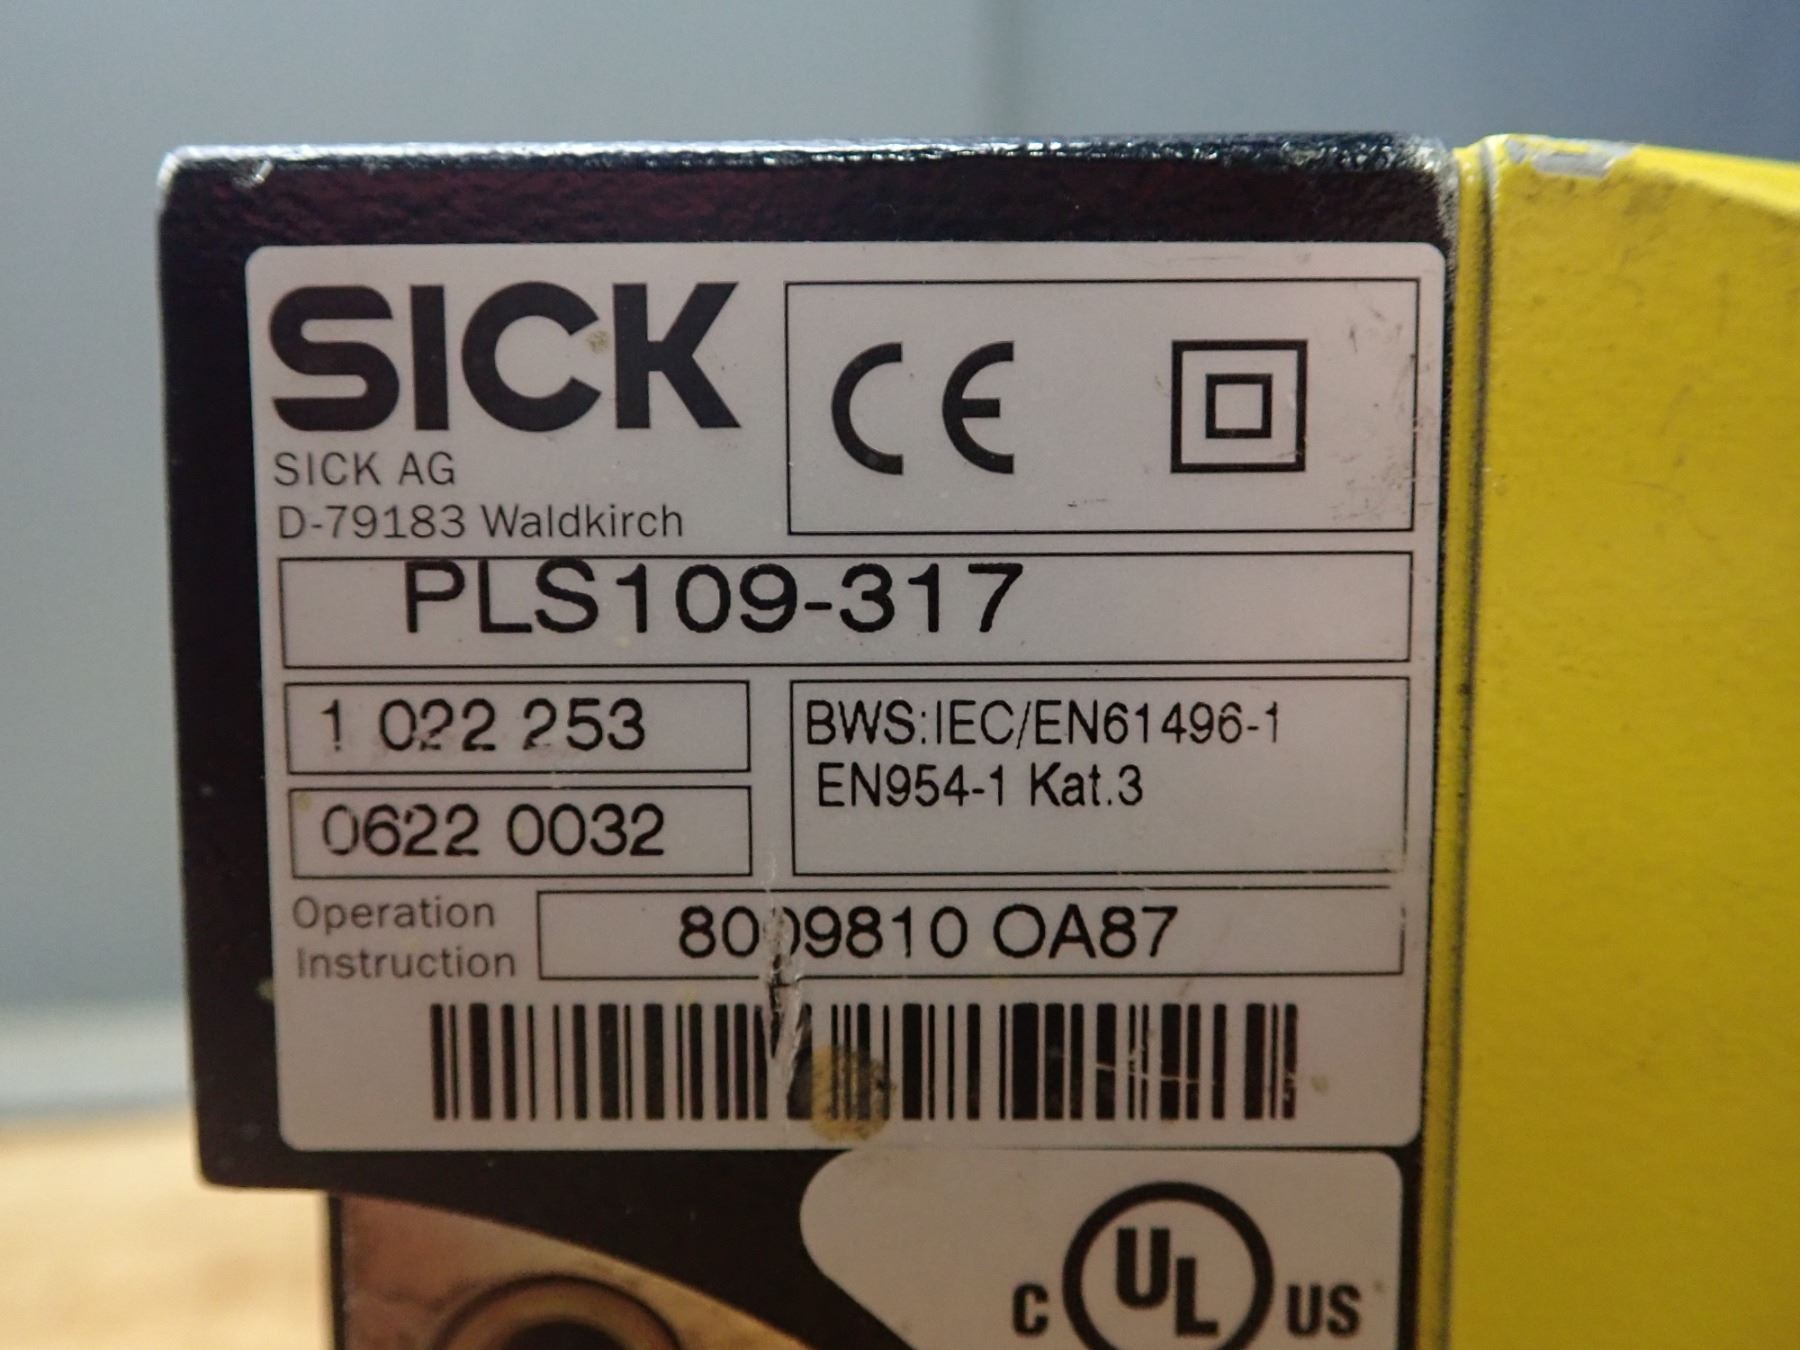 SICK
SICK AG
D-79183 Waldkirch
CE
PLS109-317
1 022 253
BWS:IEC/EN61496-1
EN954-1 Kat.3
0622 0032
Operation
Instruction
8009810 OA87
C UL US